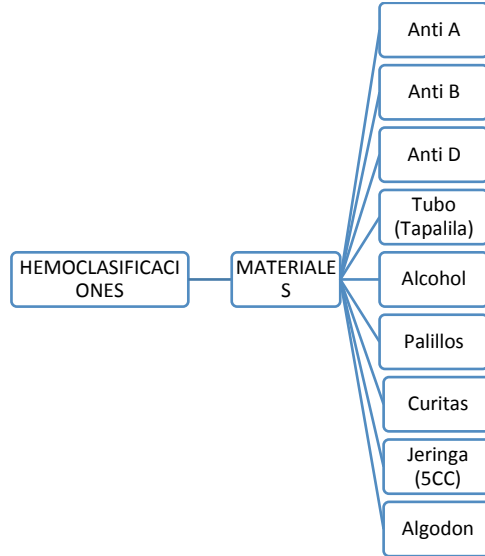 HEMOCLASIFICACI
ONES
MATERIALE
S
Anti A
Anti B
Anti D
Tubo
(Tapalila)
Alcohol
Palillos
Curitas
Jeringa
(5CC)
Algodon